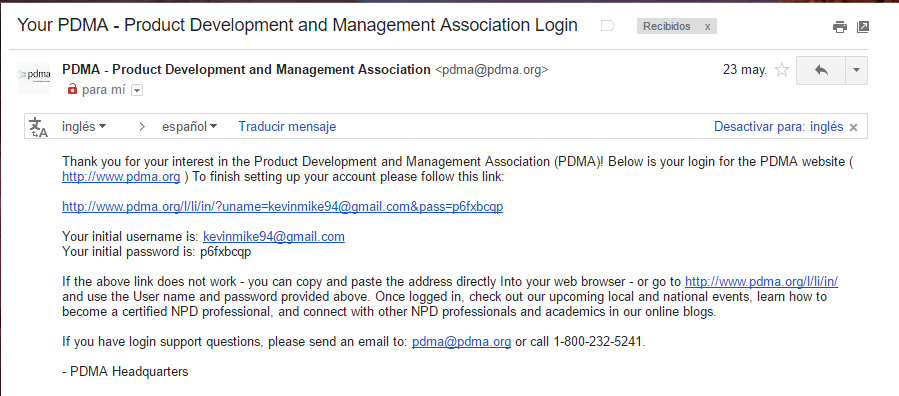 Your PDMA - Product Development and Management Association Login
Recibidos x
pdma
PDMA - Product Development and Management Association <pdma@pdma.org>
23 may.
para mí
inglés > español Traducir mensaje Desactivar para: inglés x
Thank you for your interest in the Product Development and Management Association (PDMA)! Below is your login for the PDMA website (
http://www.pdma.org ) To finish setting up your account please follow this link:
http://www.pdma.org/l/li/in/?uname=kevinmike94@gmail.com&pass=p6fxbcqp
Your initial username is: kevinmike94@gmail.com
Your initial password is: p6fxbcqp
If the above link does not work - you can copy and paste the address directly Into your web browser - or go to http://www.pdma.org/l/li/in/
and use the User name and password provided above. Once logged in, check out our upcoming local and national events, learn how to
become a certified NPD professional, and connect with other NPD professionals and academics in our online blogs.
If you have login support questions, please send an email to: pdma@pdma.org or call 1-800-232-5241.
- PDMA Headquarters